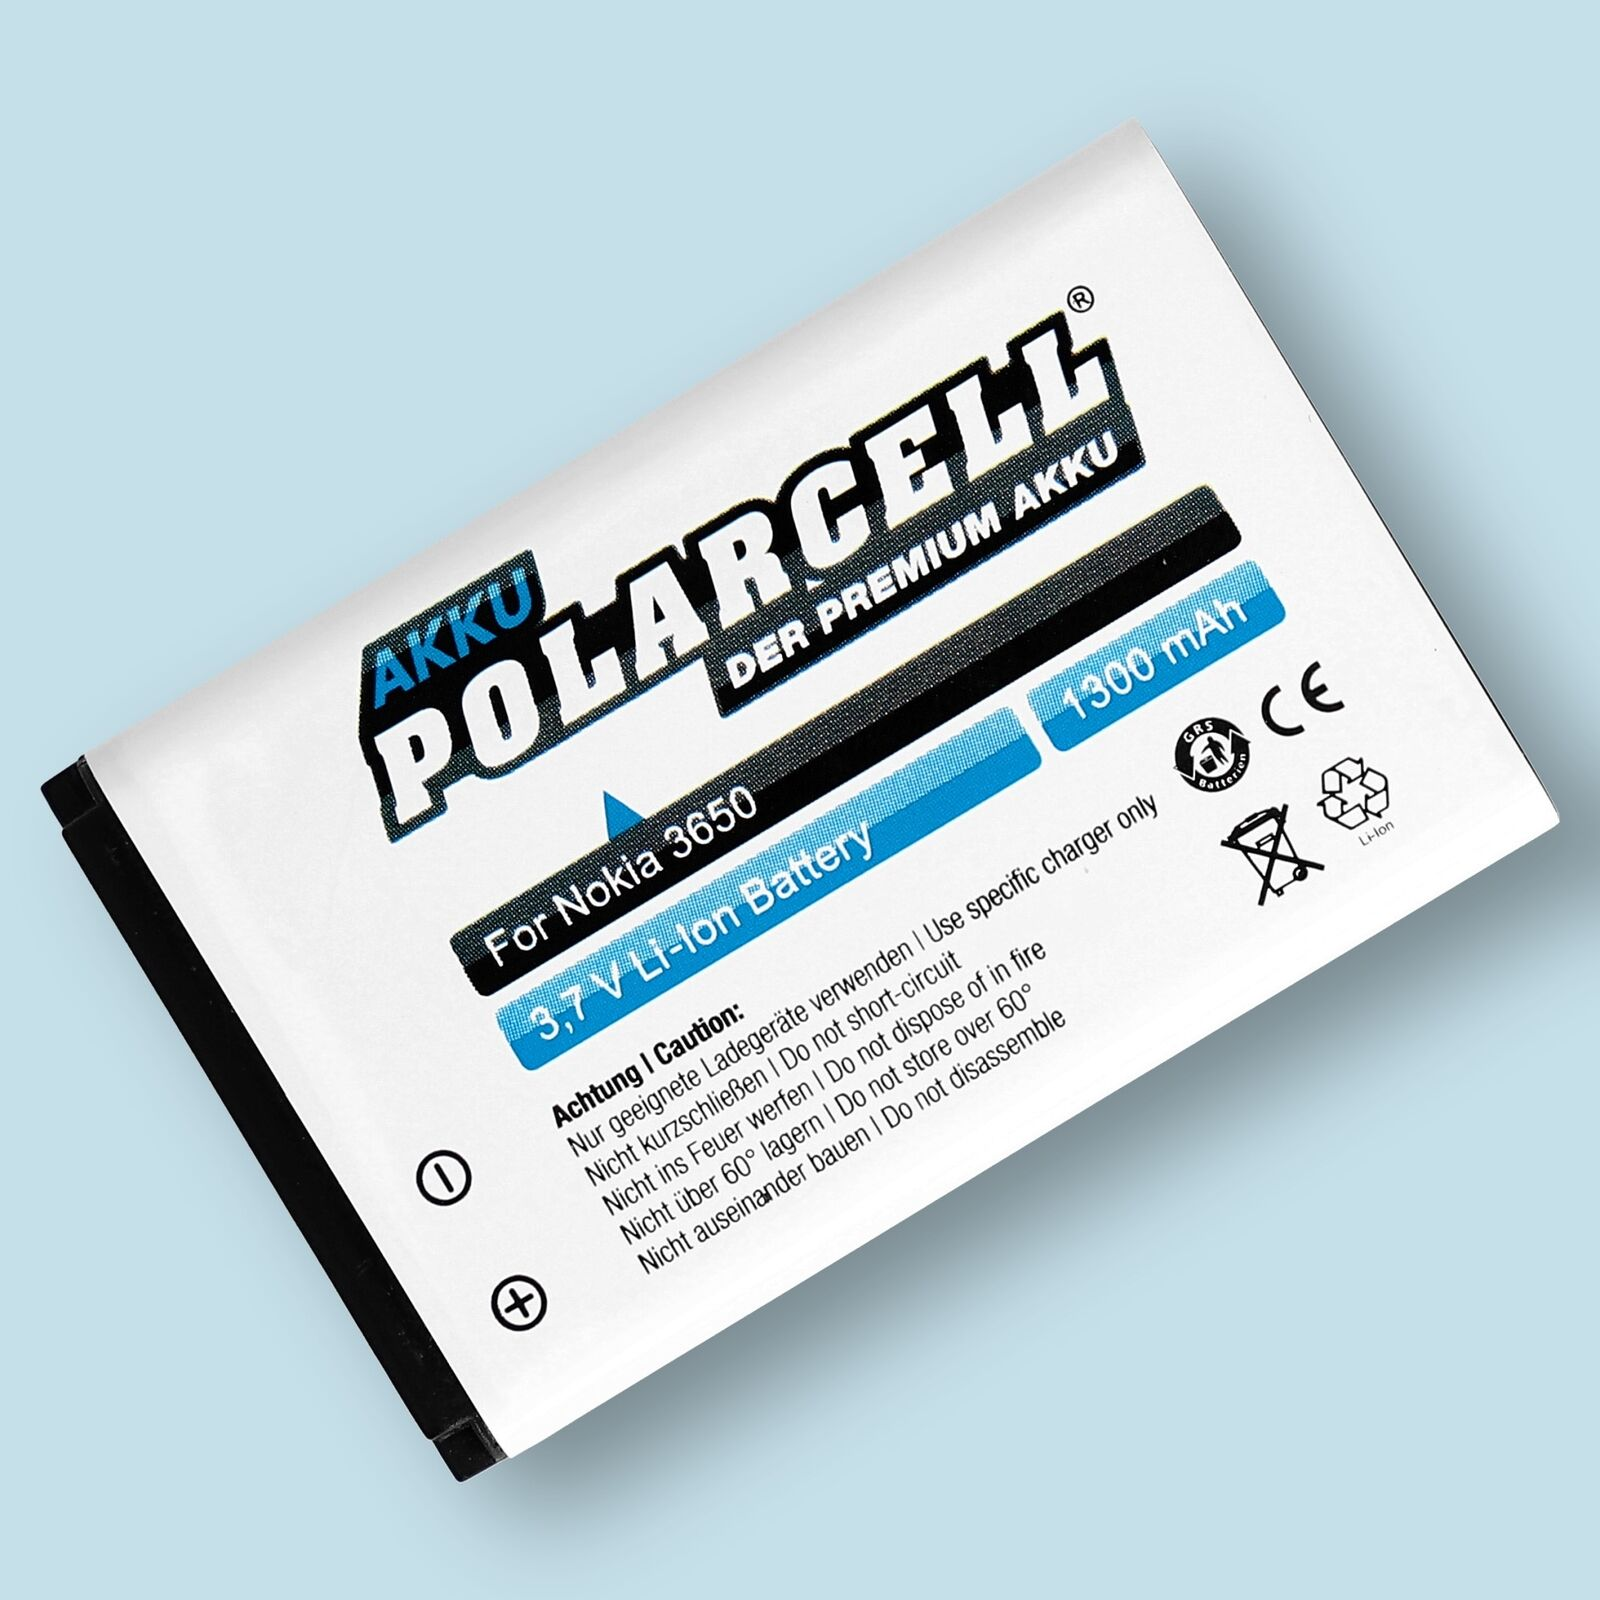 AKKU
POLARCELL®
DER PREMIUM AKKU
For Nokia 3650
3,7 V Li-Ion Battery
1300 mAh
Achtung | Caution:
Nur geeignete Ladegeräte verwenden | Use specific charger only
Nicht kurzschließen | Do not short-circuit
Nicht ins Feuer werfen | Do not dispose of in fire
Nicht über 60° lagern | Do not store over 60°
Nicht auseinander bauen | Do not disassemble
GRS
Batterien
CE
Li-Ion